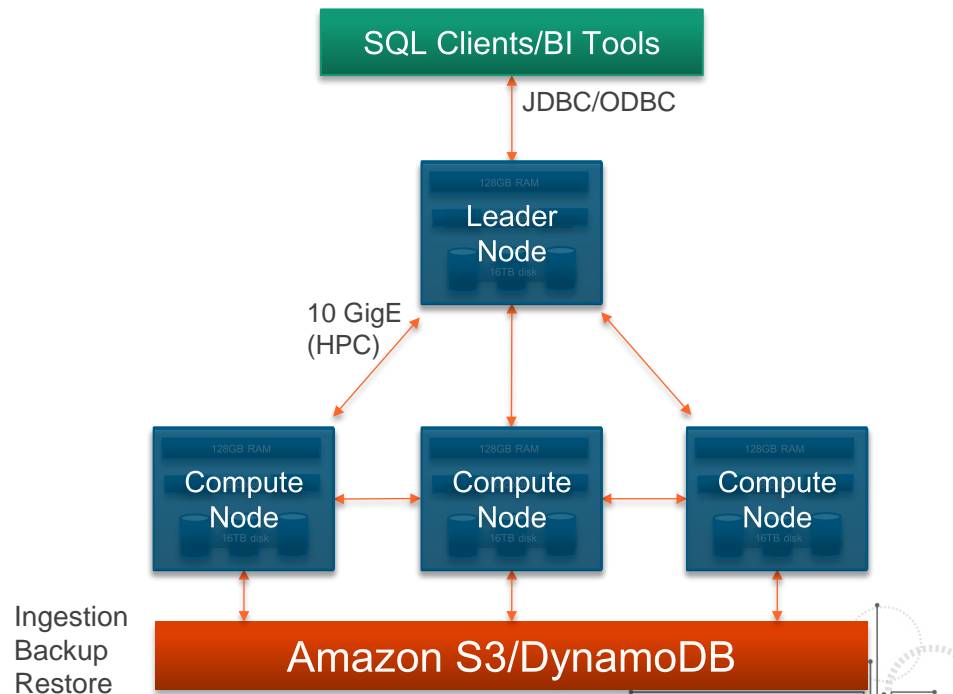 SQL Clients/BI Tools
JDBC/ODBC
128GB RAM
Leader
Node
16TB disk
10 GigE
(HPC)
128GB RAM
Compute
Node
16TB disk
128GB RAM
Compute
Node
16TB disk
128GB RAM
Compute
Node
16TB disk
Ingestion
Backup
Restore
Amazon S3/DynamoDB